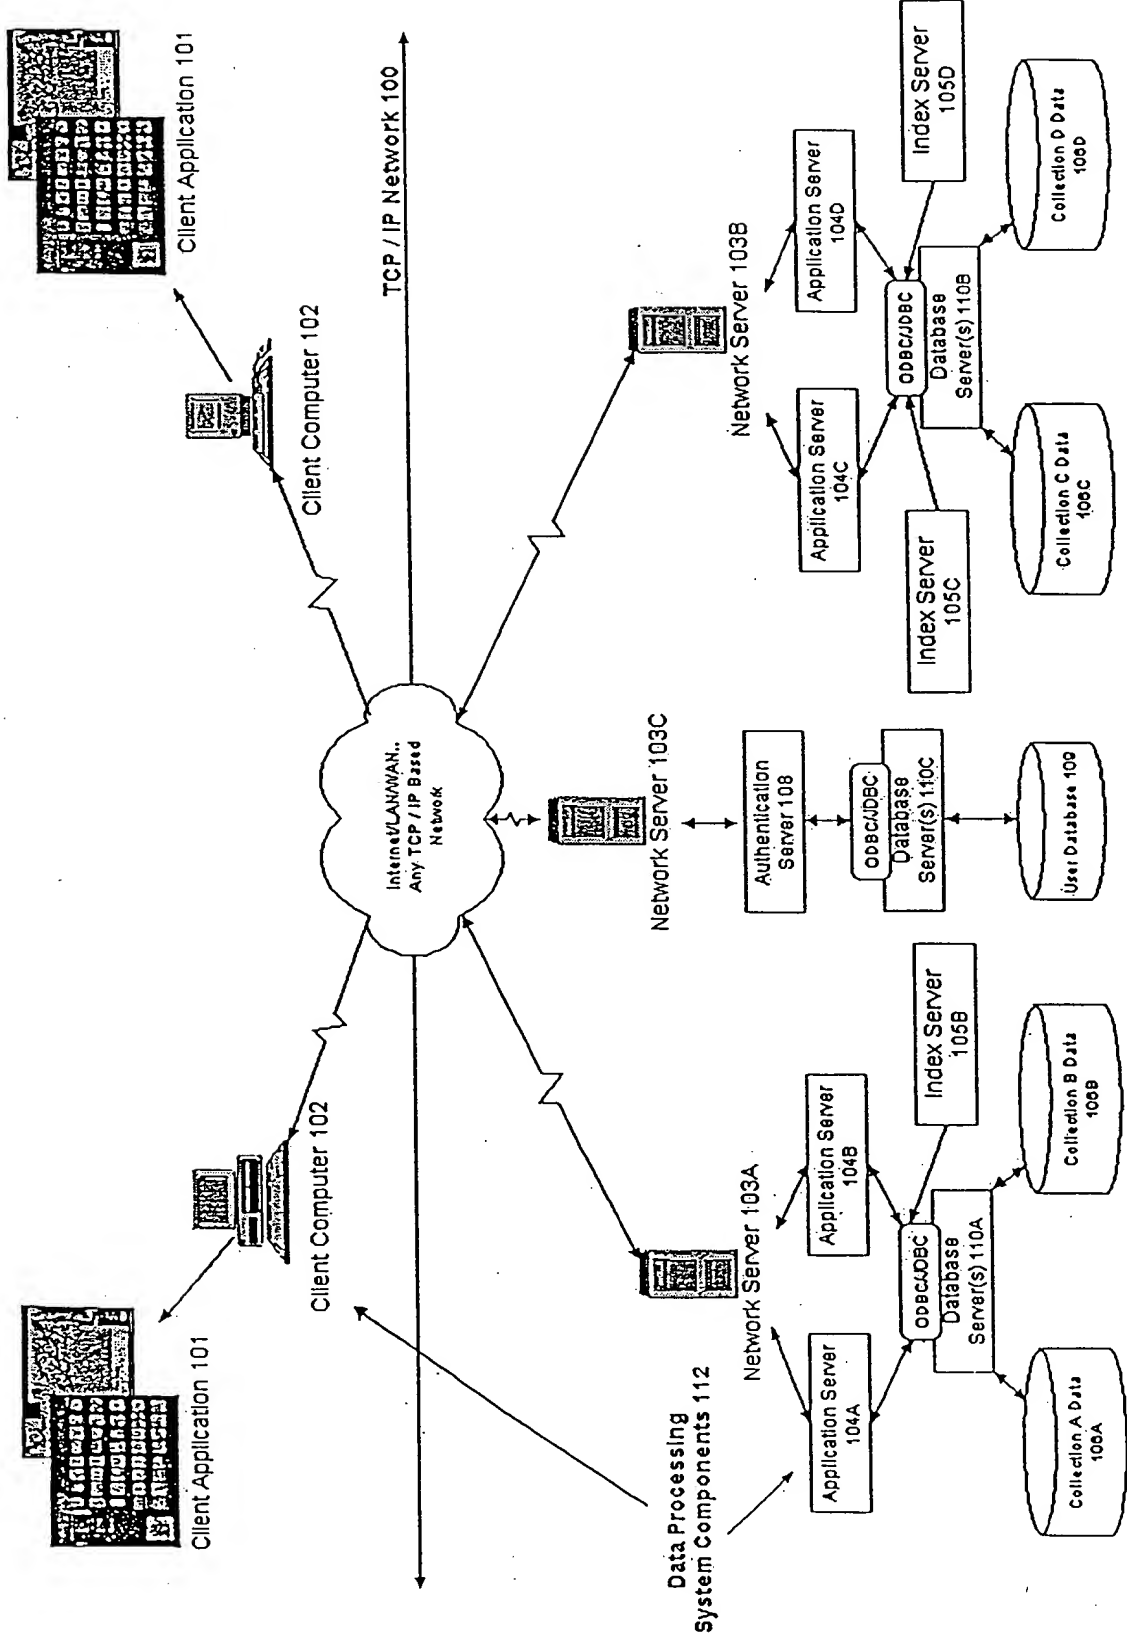 Client Application 101
Client Application 101
Client Computer 102
Client Computer 102
TCP / IP Network 100
Internet/LAN/WAN..
Any TCP / IP Based
Network
Network Server 103A
Network Server 103C
Network Server 103B
Data Processing
System Components 112
Application Server
104A
Application Server
104B
Authentication
Server 108
Application Server
104C
Application Server
104D
ODBC/JDBC
Database
Server(s) 110A
Index Server
105B
ODBC/JDBC
Database
Server(s) 110C
Index Server
105C
ODBC/JDBC
Database
Server(s) 110B
Index Server
105D
Collection A Data
106A
Collection B Data
106B
User Database 109
Collection C Data
106C
Collection D Data
106D